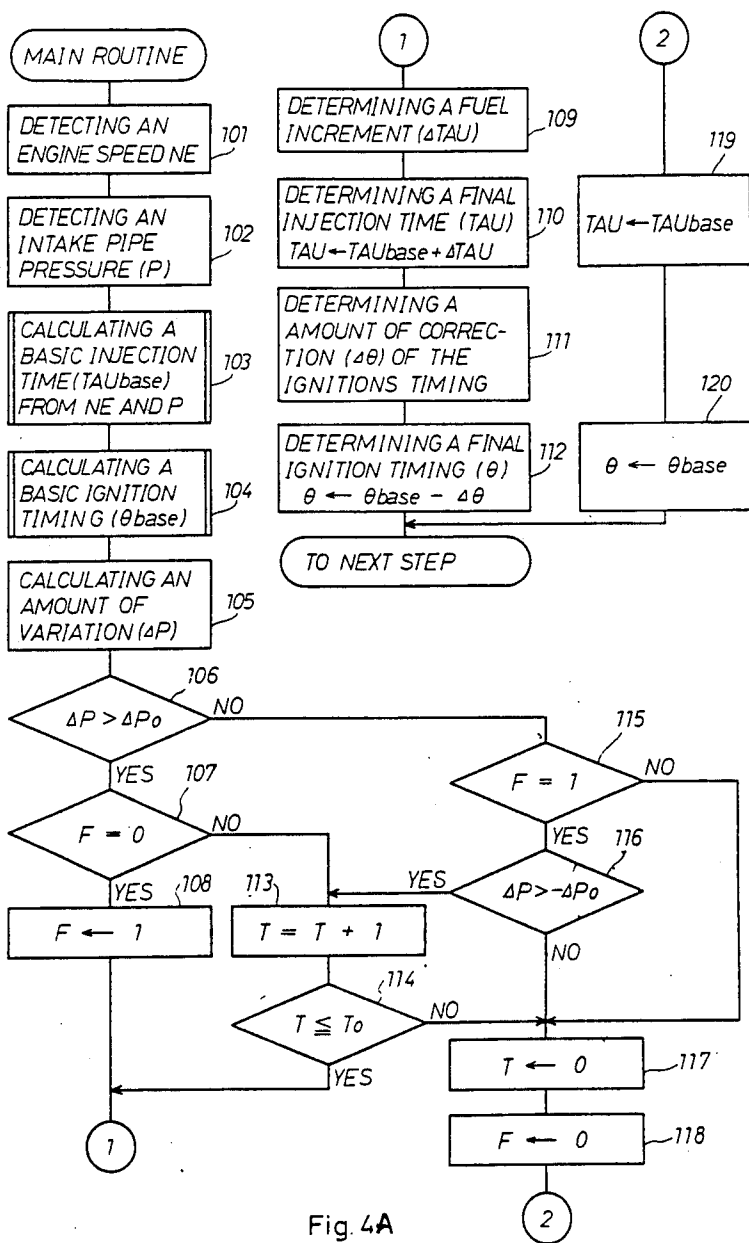 MAIN ROUTINE
DETECTING AN
ENGINE SPEED NE
101
DETECTING AN
INTAKE PIPE
PRESSURE (P)
102
CALCULATING A
BASIC INJECTION
TIME (TAUbase)
FROM NE AND P
103
CALCULATING A
BASIC IGNITION
TIMING (θbase)
104
CALCULATING AN
AMOUNT OF
VARIATION (ΔP)
105
106
ΔP > ΔPo
NO
YES
107
F = 0
NO
YES
108
F ← 1
113
T = T + 1
114
T ≦ To
NO
YES
1
115
F = 1
NO
YES
116
ΔP > -ΔPo
YES
NO
T ← 0
117
F ← 0
118
2
1
DETERMINING A FUEL
INCREMENT (ΔTAU)
109
DETERMINING A FINAL
INJECTION TIME (TAU)
TAU ← TAUbase + ΔTAU
110
DETERMINING A
AMOUNT OF CORREC-
TION (Δθ) OF THE
IGNITIONS TIMING
111
DETERMINING A FINAL
IGNITION TIMING (θ)
θ ← θbase - Δθ
112
TO NEXT STEP
2
119
TAU ← TAUbase
120
θ ← θbase
Fig. 4A